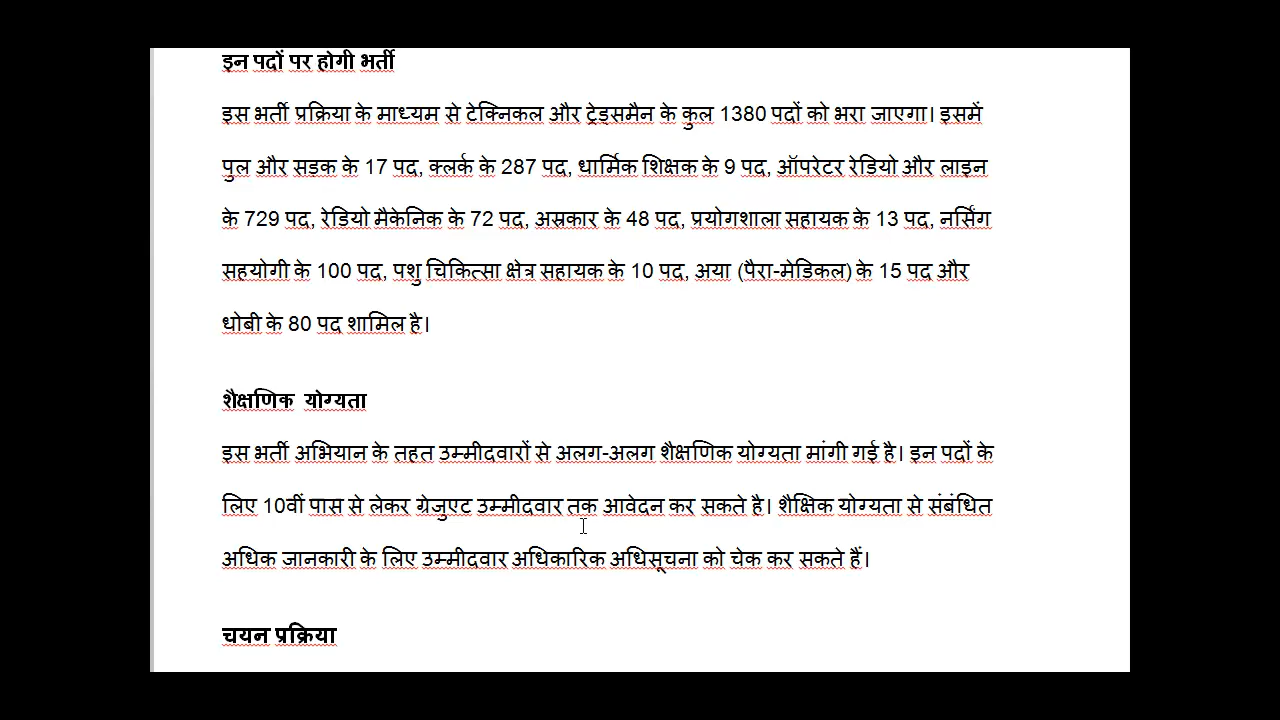 इन पदों पर होगी भर्ती
इस भर्ती प्रक्रिया के माध्यम से टेक्निकल और ट्रेड्समैन के कुल 1380 पदों को भरा जाएगा। इसमें
पुल और सड़क के 17 पद, क्लर्क के 287 पद, धार्मिक शिक्षक के 9 पद, ऑपरेटर रेडियो और लाइन
के 729 पद, रेडियो मैकेनिक के 72 पद, अस्रकार के 48 पद, प्रयोगशाला सहायक के 13 पद, नर्सिंग
सहयोगी के 100 पद, पशु चिकित्सा क्षेत्र सहायक के 10 पद, अया (पैरा-मेडिकल) के 15 पद और
धोबी के 80 पद शामिल है।
शैक्षणिक योग्यता
इस भर्ती अभियान के तहत उम्मीदवारों से अलग-अलग शैक्षणिक योग्यता मांगी गई है। इन पदों के
लिए 10वीं पास से लेकर ग्रेजुएट उम्मीदवार तक आवेदन कर सकते है। शैक्षिक योग्यता से संबंधित
अधिक जानकारी के लिए उम्मीदवार अधिकारिक अधिसूचना को चेक कर सकते हैं।
चयन प्रक्रिया